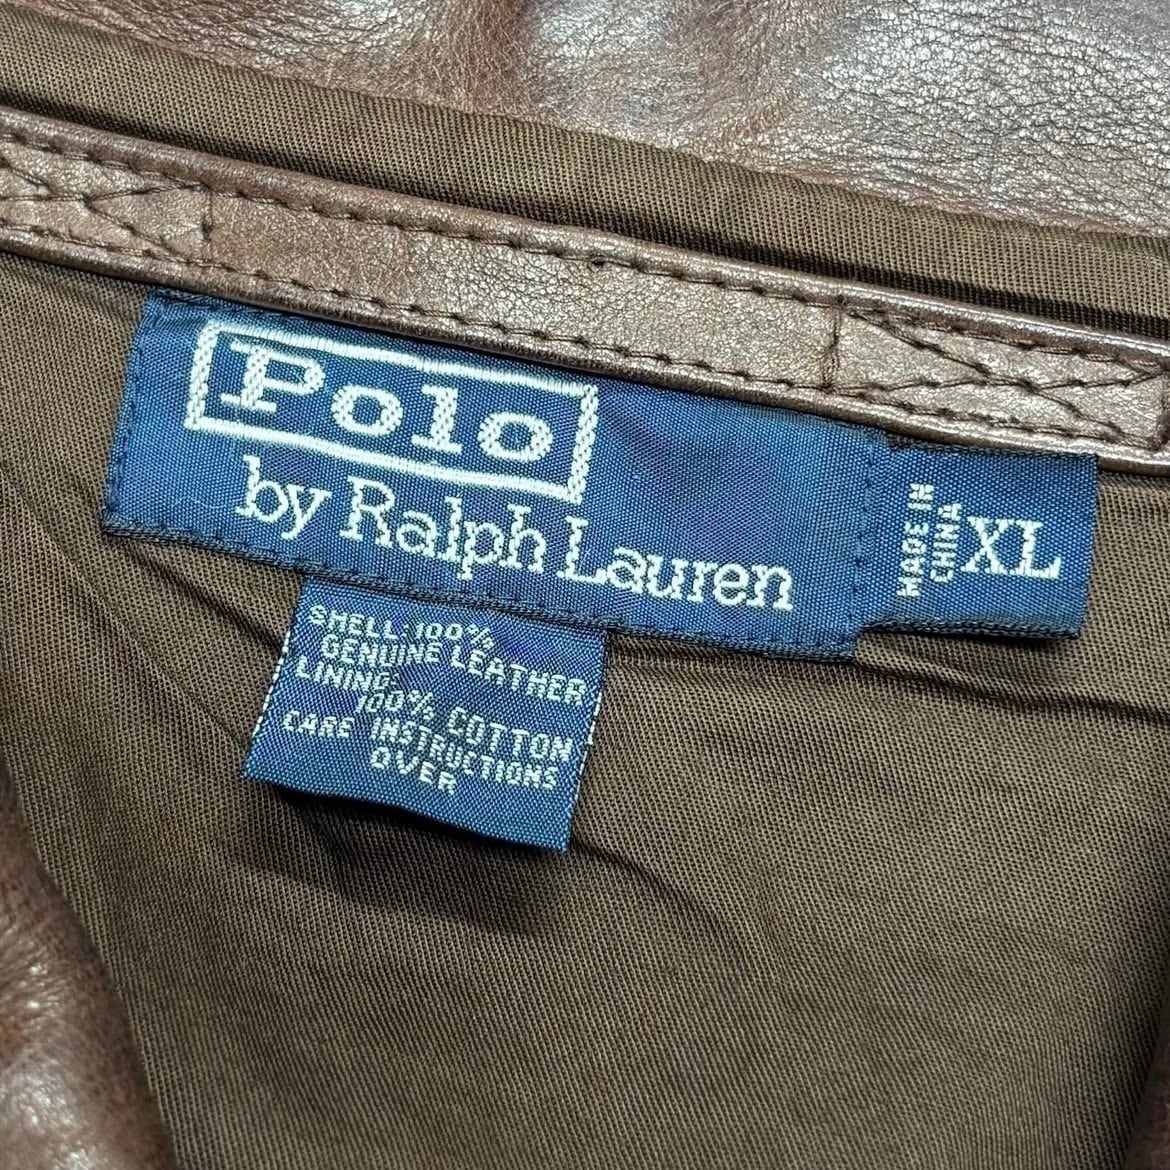 Polo
by Ralph Lauren
MADE IN
CHINA
XL
SHELL 100%
GENUINE LEATHER
LINING:
100% COTTON
CARE INSTRUCTIONS
OVER